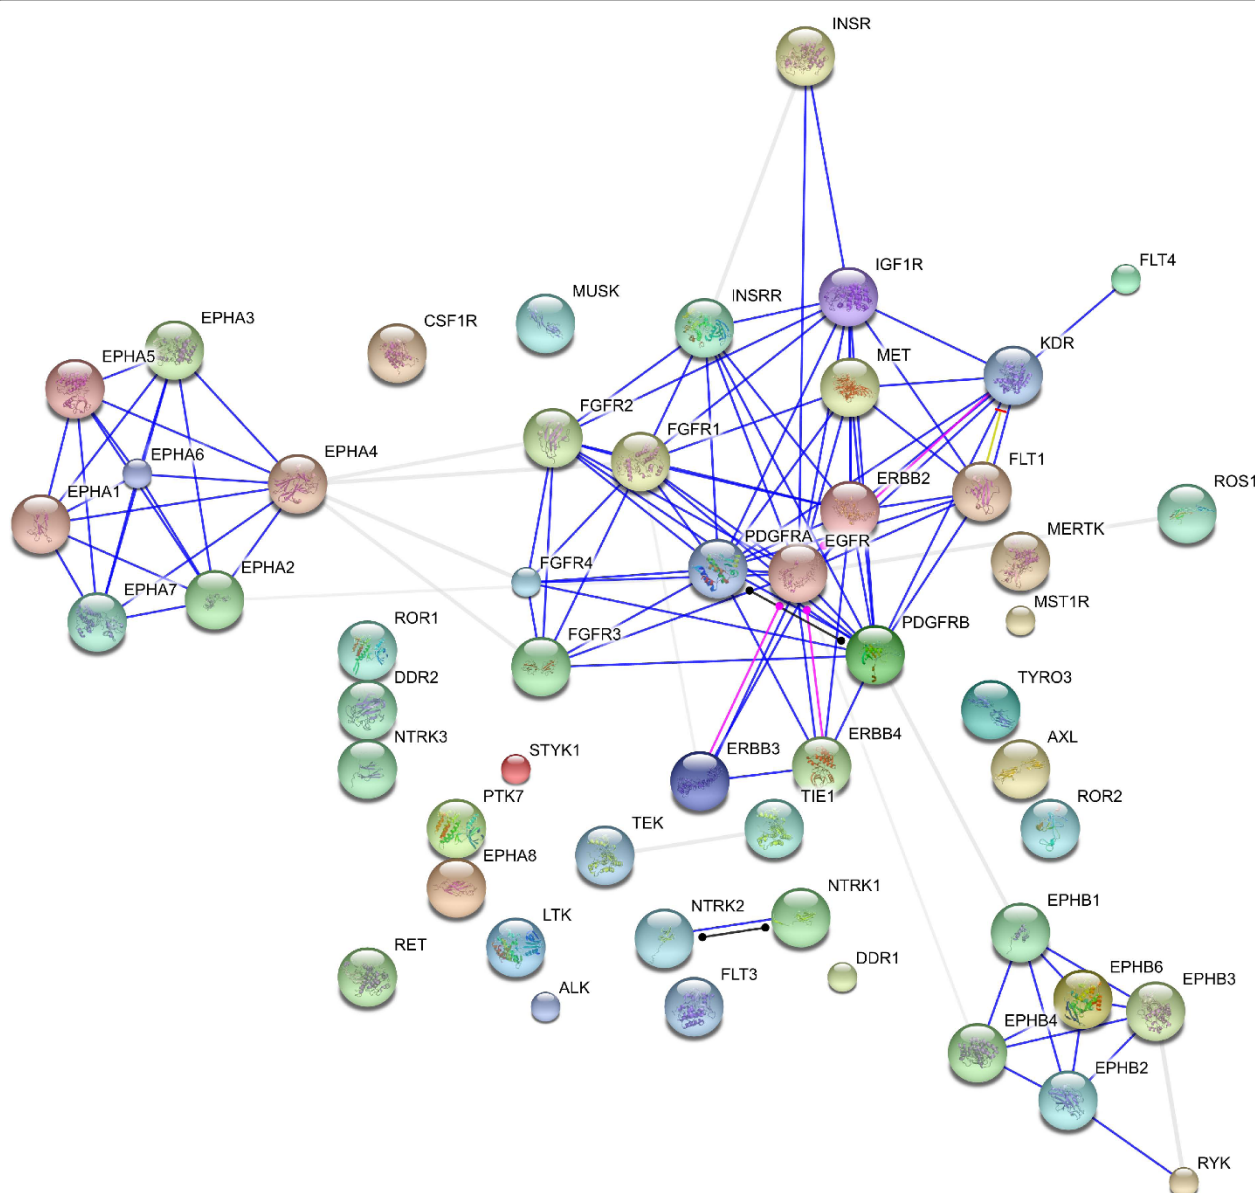 INSR
FLT4
IGF1R
INSRR
MUSK
EPHA3
CSF1R
KDR
EPHA5
MET
FGFR2
FGFR1
EPHA6
EPHA4
FLT1
ERBB2
ROS1
EPHA1
MERTK
PDGFRA
EGFR
EPHA2
FGFR4
EPHA7
MST1R
PDGFRB
ROR1
FGFR3
DDR2
TYRO3
NTRK3
STYK1
ERBB3
ERBB4
AXL
PTK7
TIE1
ROR2
TEK
EPHA8
NTRK1
EPHB1
NTRK2
LTK
RET
DDR1
FLT3
EPHB6
EPHB3
ALK
EPHB4
EPHB2
RYK